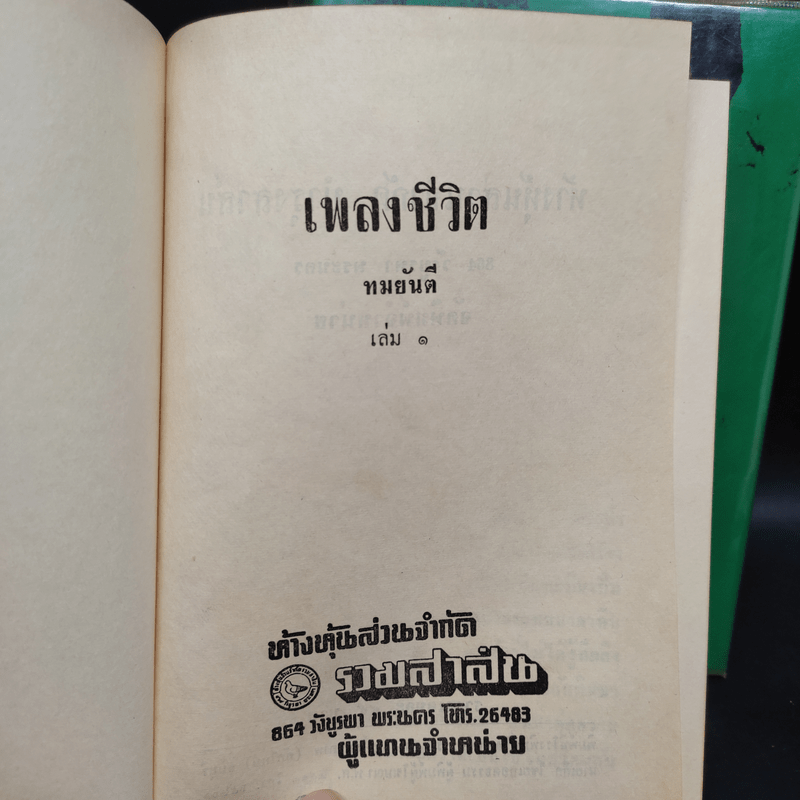 เพลงชีวิต
ทมยันตี
เล่ม ๑
ห้างหุ้นส่วนจำกัด
รวมสาส์น
864 วังบูรพา พระนคร โทร.26483
ผู้แทนจำหน่าย